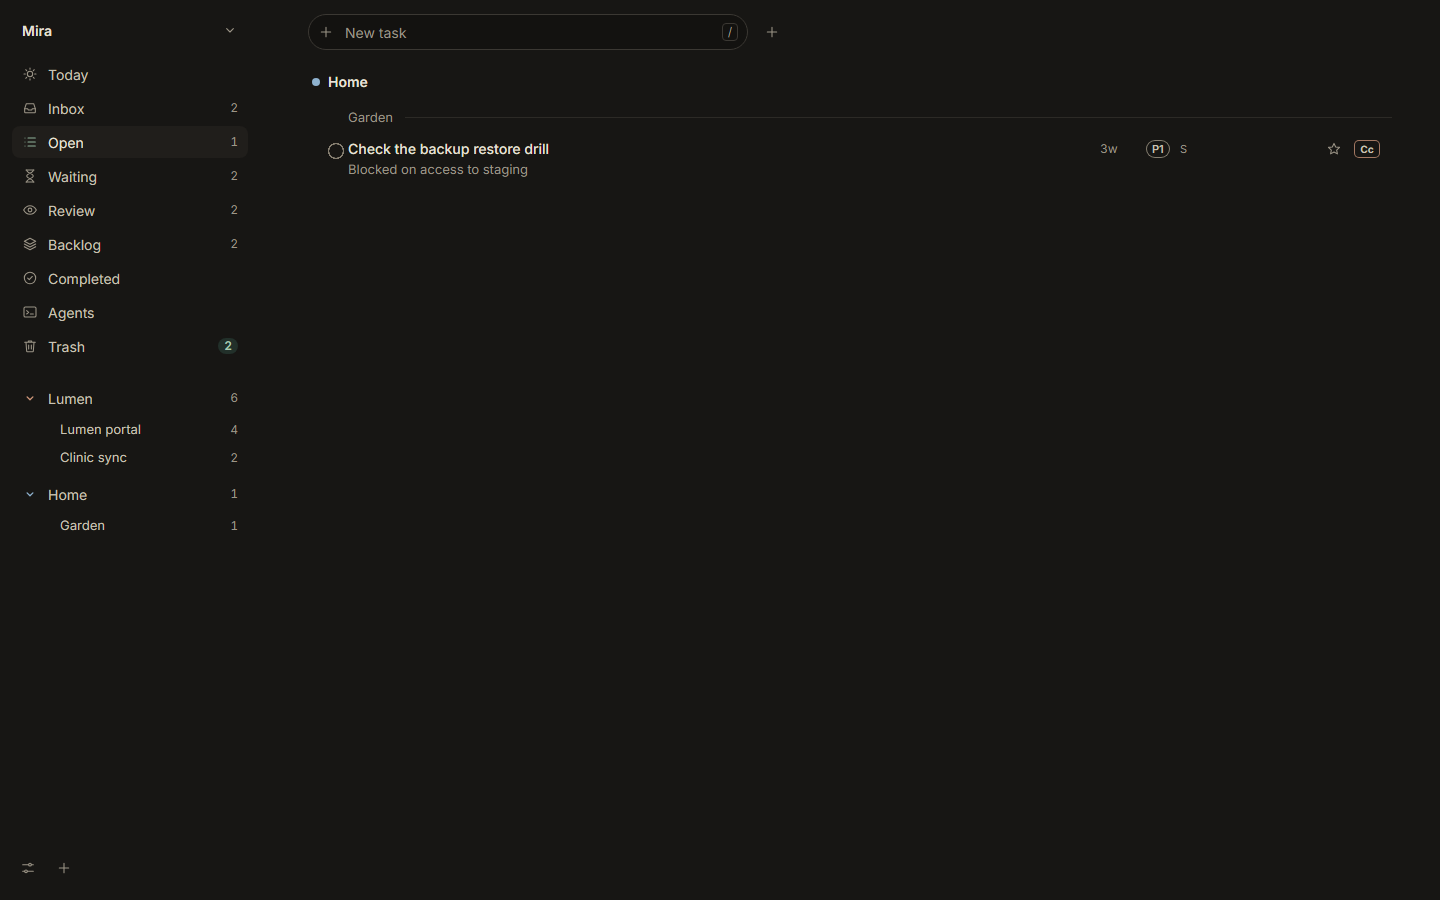 Mira
Today
Inbox 2
Open 1
Waiting 2
Review 2
Backlog 2
Completed
Agents
Trash 2
Lumen 6
Lumen portal 4
Clinic sync 2
Home 1
Garden 1
New task /
Home
Garden
Check the backup restore drill 3w P1 S Cc
Blocked on access to staging